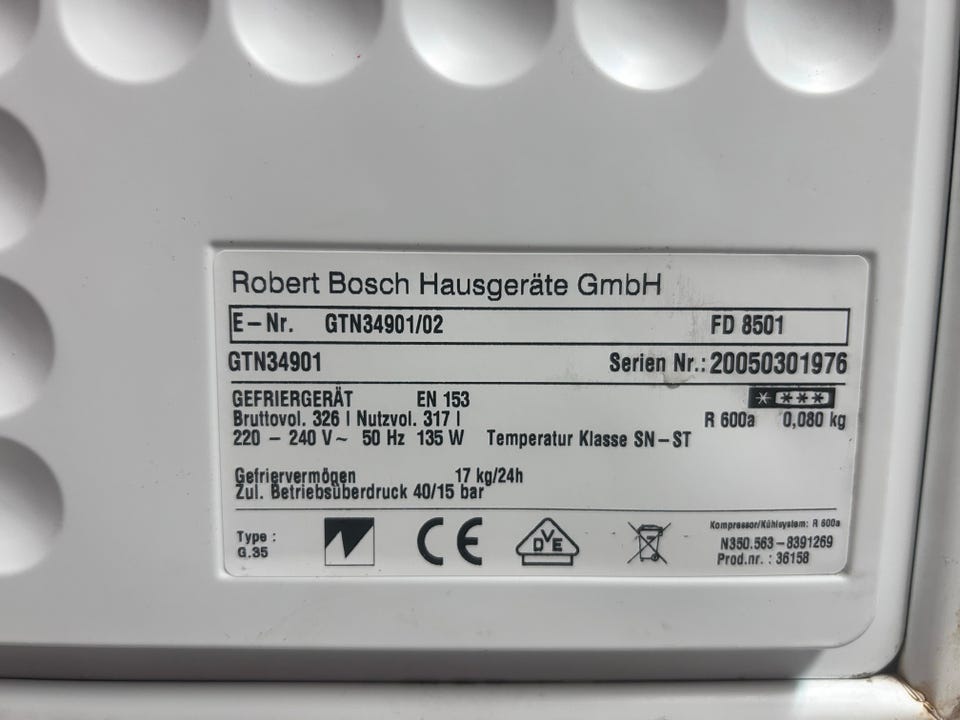 Robert Bosch Hausgeräte GmbH
E-Nr. GTN34901/02 FD 8501
GTN34901 Serien Nr.: 20050301976
GEFRIERGERÄT EN 153
Bruttovol. 326 l Nutzvol. 317 l R 600a 0,080 kg
220 - 240 V~ 50 Hz 135 W Temperatur Klasse SN-ST
Gefriervermögen 17 kg/24h
Zul. Betriebsüberdruck 40/15 bar
Type :
G.35
CE
DVE
Kompressor/Kühlsystem: R 600a
N350.563-8391269
Prod.nr. : 36158